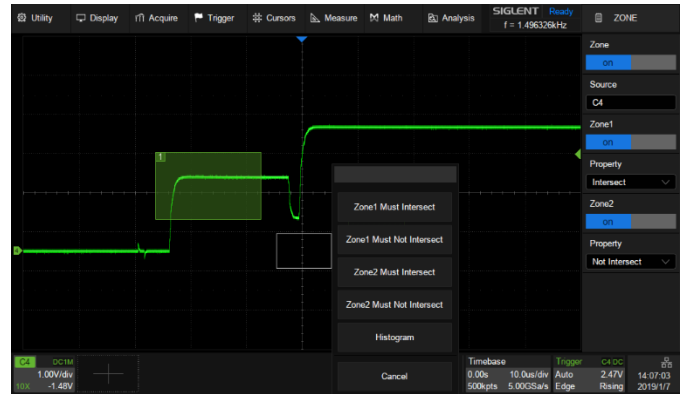 Utility Display Acquire Trigger Cursors Measure Math Analysis
SIGLENT Ready
f = 1.496326kHz
ZONE
Zone
on
Source
C4
Zone1
on
Property
Intersect
Zone2
on
Property
Not Intersect
1
4
Zone1 Must Intersect
Zone1 Must Not Intersect
Zone2 Must Intersect
Zone2 Must Not Intersect
Histogram
Cancel
C4 DC1M
1.00V/div
10X -1.48V
Timebase
0.00s 10.0us/div
500kpts 5.00GSa/s
Trigger C4 DC
Auto 2.47V
Edge Rising
14:07:03
2019/1/7